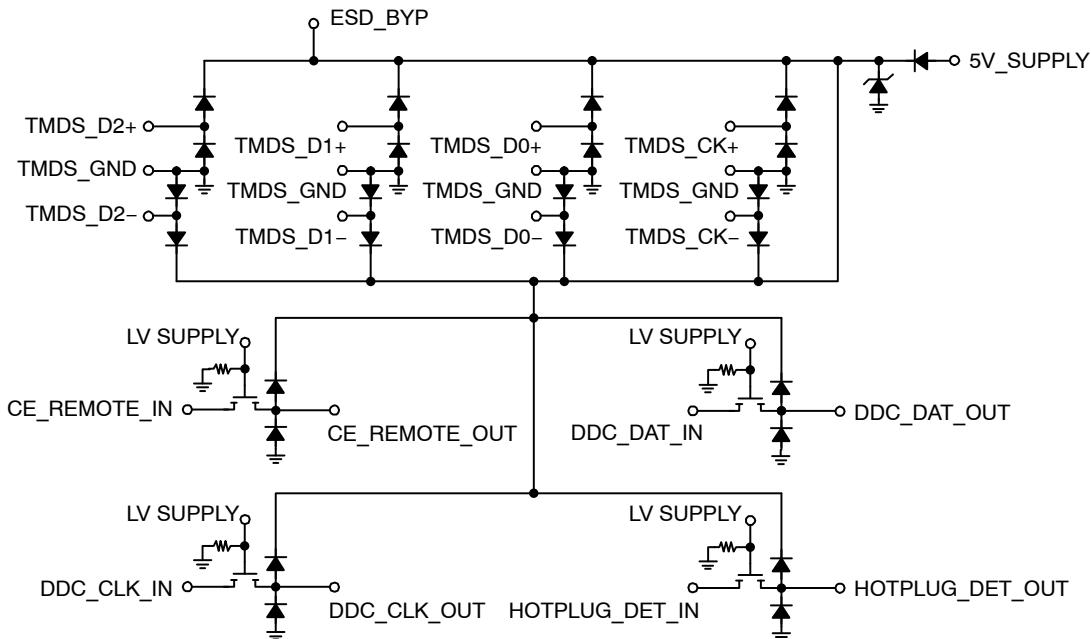 ESD_BYP
5V_SUPPLY
TMDS_D2+
TMDS_D1+
TMDS_D0+
TMDS_CK+
TMDS_GND
TMDS_GND
TMDS_GND
TMDS_GND
TMDS_D2−
TMDS_D1−
TMDS_D0−
TMDS_CK−
LV SUPPLY
LV SUPPLY
CE_REMOTE_IN
CE_REMOTE_OUT
DDC_DAT_IN
DDC_DAT_OUT
LV SUPPLY
LV SUPPLY
DDC_CLK_IN
DDC_CLK_OUT
HOTPLUG_DET_IN
HOTPLUG_DET_OUT